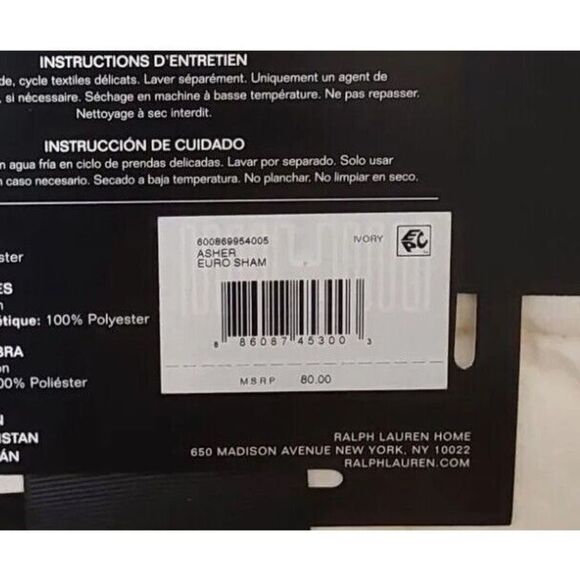 INSTRUCTIONS D'ENTRETIEN
de, cycle textiles délicats. Laver séparément. Uniquement un agent de
, si nécessaire. Séchage en machine à basse température. Ne pas repasser.
Nettoyage à sec interdit.
INSTRUCCIÓN DE CUIDADO
n agua fría en ciclo de prendas delicadas. Lavar por separado. Solo usar
n caso necesario. Secado a baja temperatura. No planchar. No limpiar en seco.
600869954005 IVORY
ASHER
EURO SHAM
8 86087 45300 3
MSRP 80.00
ster
ES
n
étique: 100% Polyester
BRA
on
00% Poliéster
N
ISTAN
ÁN
RALPH LAUREN HOME
650 MADISON AVENUE NEW YORK, NY 10022
RALPHLAUREN.COM